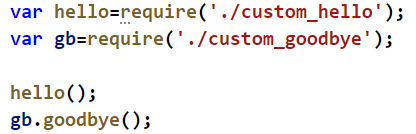 var hello=require('./custom_hello');
var gb=require('./custom_goodbye');
hello();
gb.goodbye();